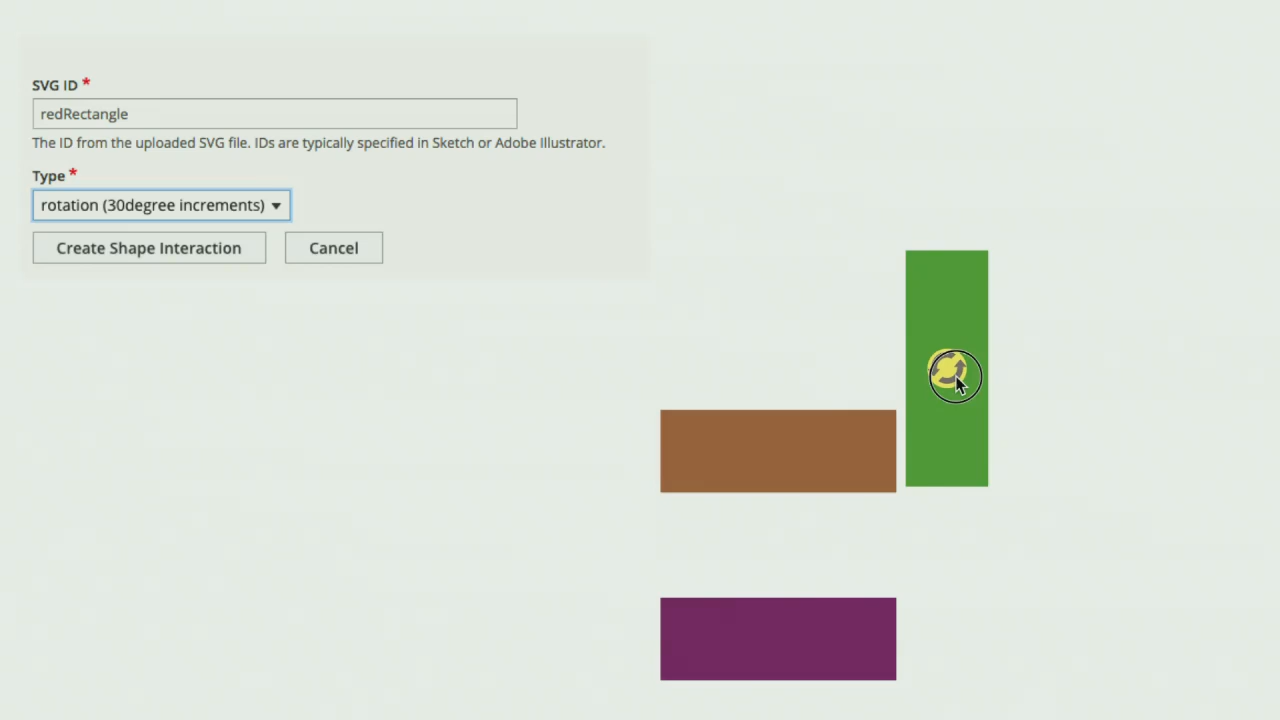 SVG ID *
redRectangle
The ID from the uploaded SVG file. IDs are typically specified in Sketch or Adobe Illustrator.
Type *
rotation (30degree increments)
Create Shape Interaction Cancel